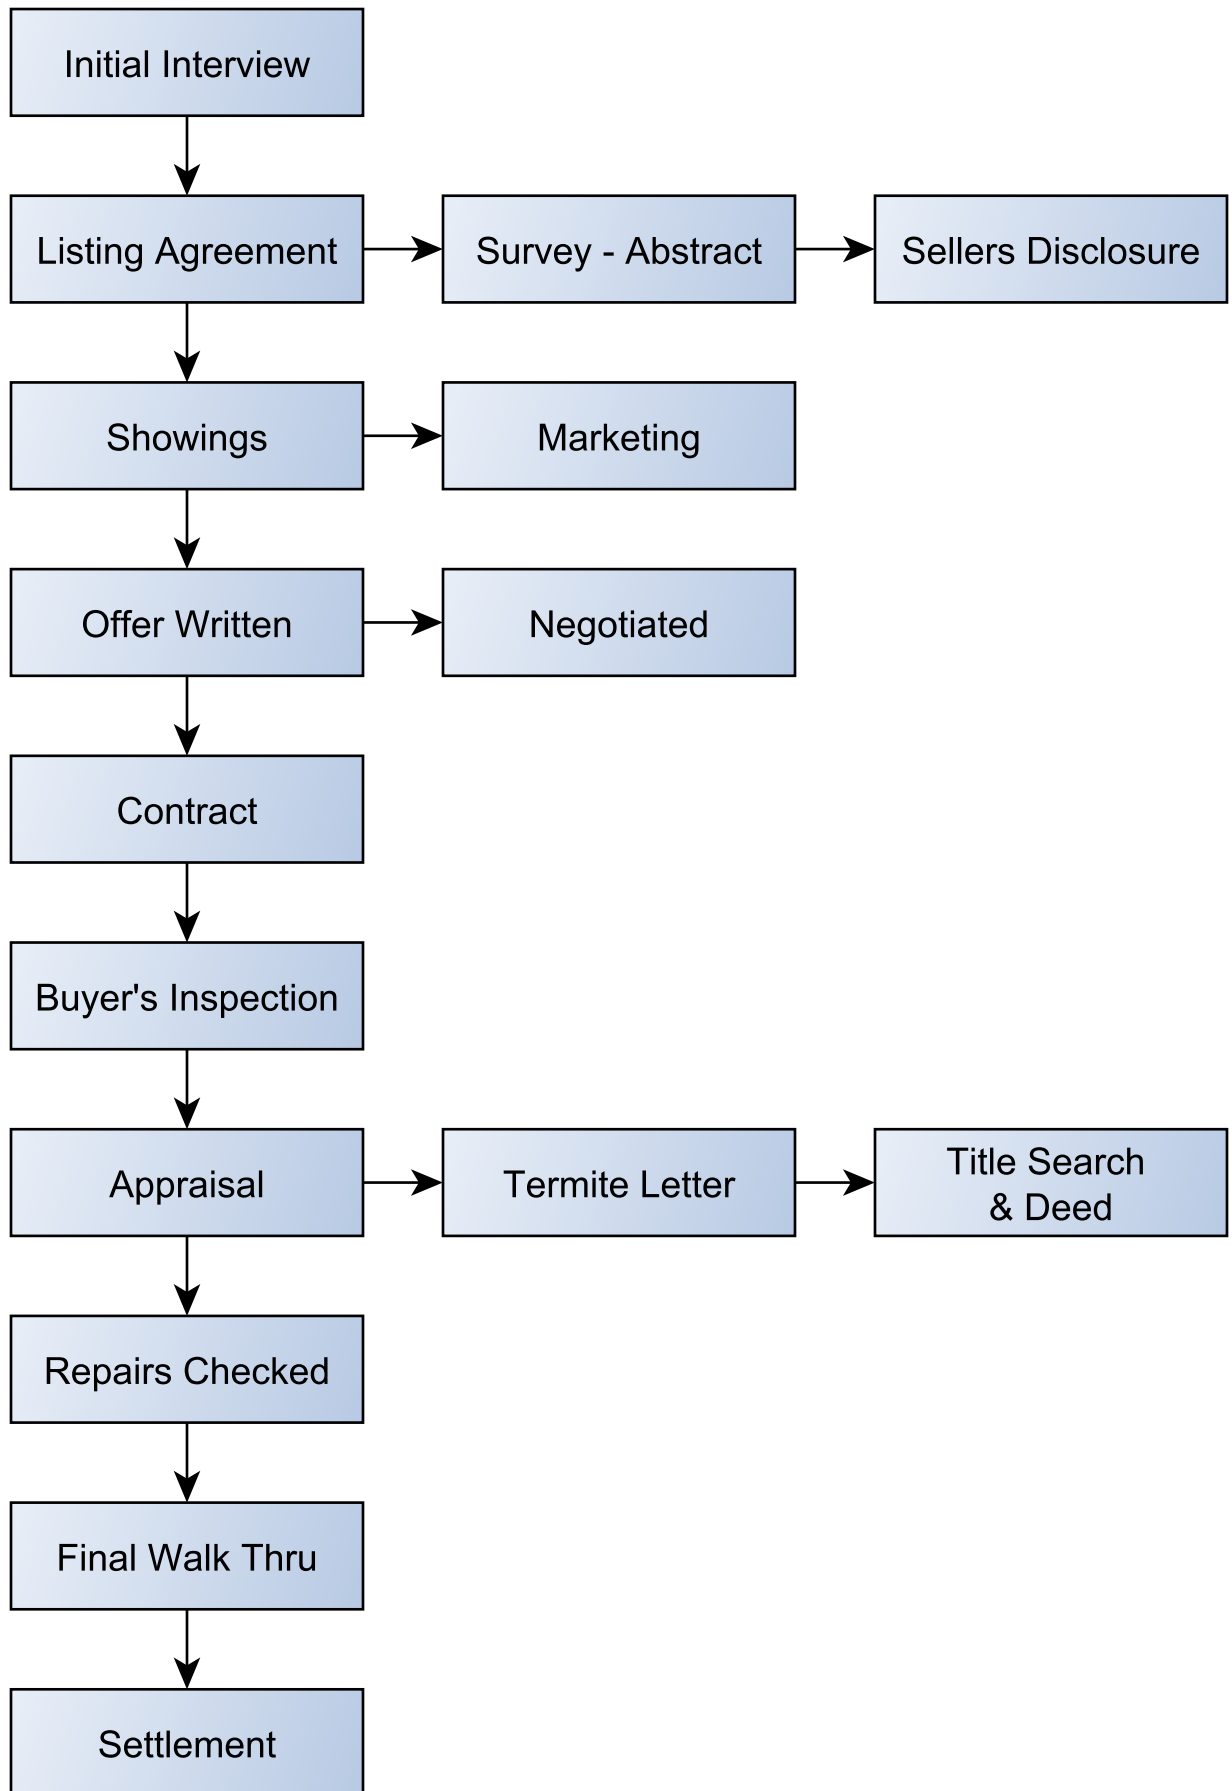 Initial Interview
Listing Agreement
Survey - Abstract
Sellers Disclosure
Showings
Marketing
Offer Written
Negotiated
Contract
Buyer's Inspection
Appraisal
Termite Letter
Title Search
& Deed
Repairs Checked
Final Walk Thru
Settlement